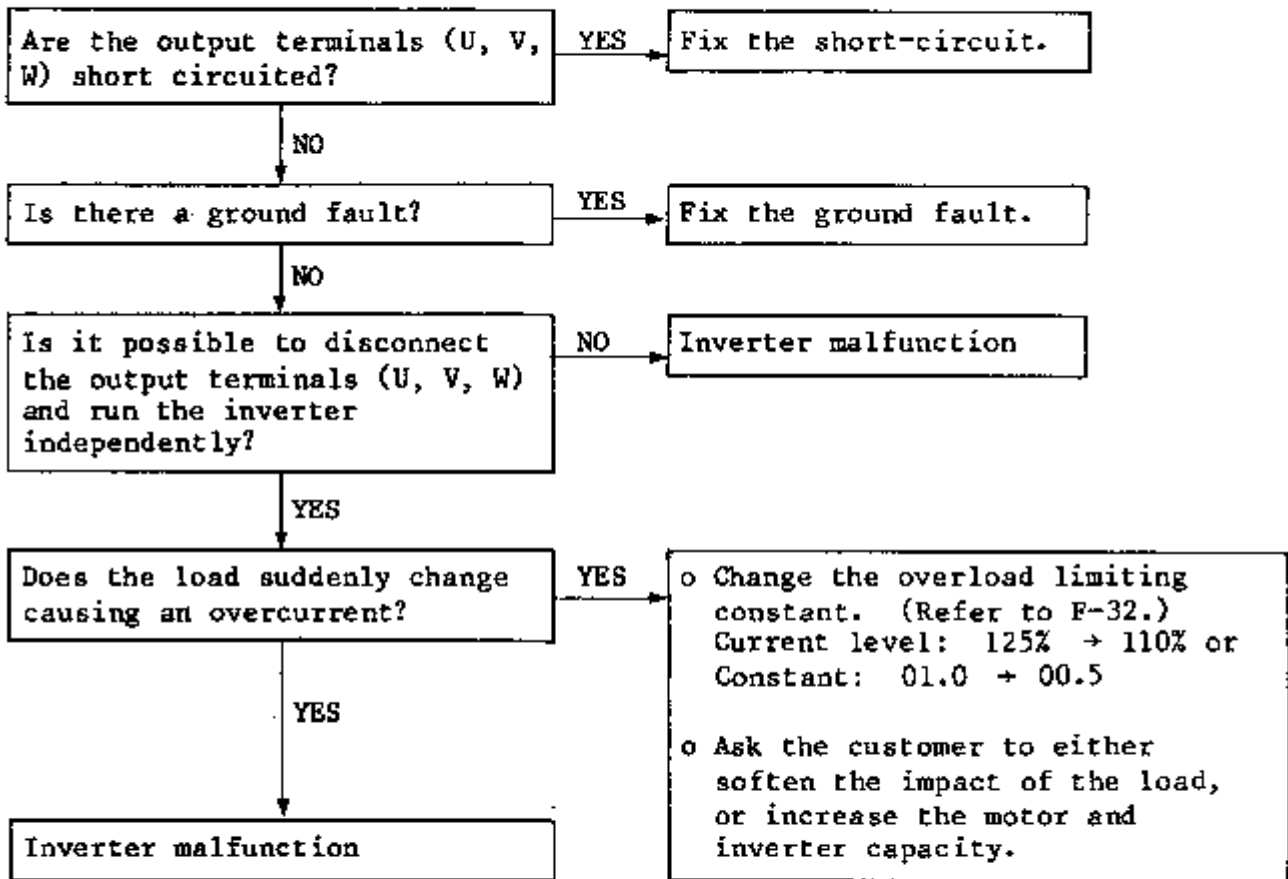 Are the output terminals (U, V,
W) short circuited?
YES
Fix the short-circuit.
NO
Is there a ground fault?
YES
Fix the ground fault.
NO
Is it possible to disconnect
the output terminals (U, V, W)
and run the inverter
independently?
NO
Inverter malfunction
YES
Does the load suddenly change
causing an overcurrent?
YES
o Change the overload limiting
constant. (Refer to F-32.)
Current level: 125% → 110% or
Constant: 01.0 → 00.5
o Ask the customer to either
soften the impact of the load,
or increase the motor and
inverter capacity.
YES
Inverter malfunction